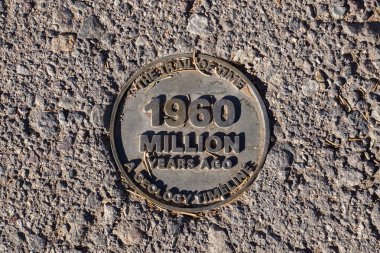 THE TRAIL OF TIME
1960
MILLION
YEARS AGO
A GEOLOGY TIMELINE